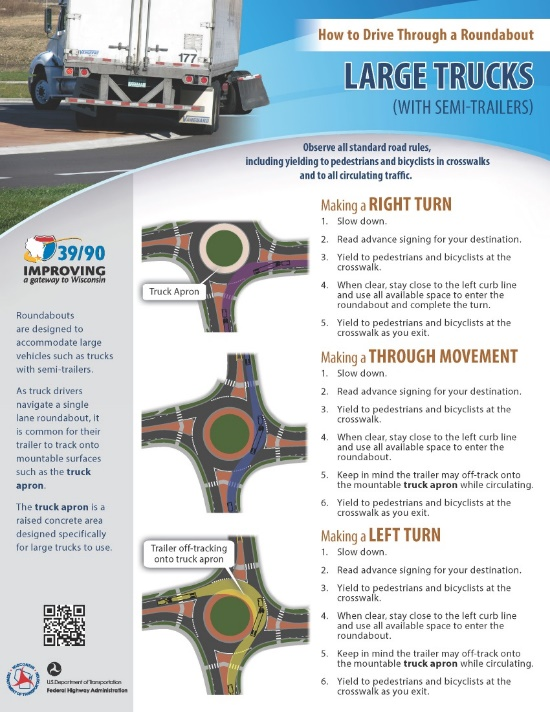 How to Drive Through a Roundabout
LARGE TRUCKS
(WITH SEMI-TRAILERS)
177
Observe all standard road rules,
including yielding to pedestrians and bicyclists in crosswalks
and to all circulating traffic.
39/90
IMPROVING
a gateway to Wisconsin
Roundabouts
are designed to
accommodate large
vehicles such as trucks
with semi-trailers.
As truck drivers
navigate a single
lane roundabout, it
is common for their
trailer to track onto
mountable surfaces
such as the truck
apron.
The truck apron is a
raised concrete area
designed specifically
for large trucks to use.
U.S Department of Transportation
Federal Highway Administration
Truck Apron
Trailer off-tracking
onto truck apron
Making a RIGHT TURN
1. Slow down.
2. Read advance signing for your destination.
3. Yield to pedestrians and bicyclists at the
crosswalk.
4. When clear, stay close to the left curb line
and use all available space to enter the
roundabout and complete the turn.
5. Yield to pedestrians and bicyclists at the
crosswalk as you exit.
Making a THROUGH MOVEMENT
1. Slow down.
2. Read advance signing for your destination.
3. Yield to pedestrians and bicyclists at the
crosswalk.
4. When clear, stay close to the left curb line
and use all available space to enter the
roundabout.
5. Keep in mind the trailer may off-track onto
the mountable truck apron while circulating.
6. Yield to pedestrians and bicyclists at the
crosswalk as you exit.
Making a LEFT TURN
1. Slow down.
2. Read advance signing for your destination.
3. Yield to pedestrians and bicyclists at the
crosswalk.
4. When clear, stay close to the left curb line
and use all available space to enter the
roundabout.
5. Keep in mind the trailer may off-track onto
the mountable truck apron while circulating.
6. Yield to pedestrians and bicyclists at the
crosswalk as you exit.